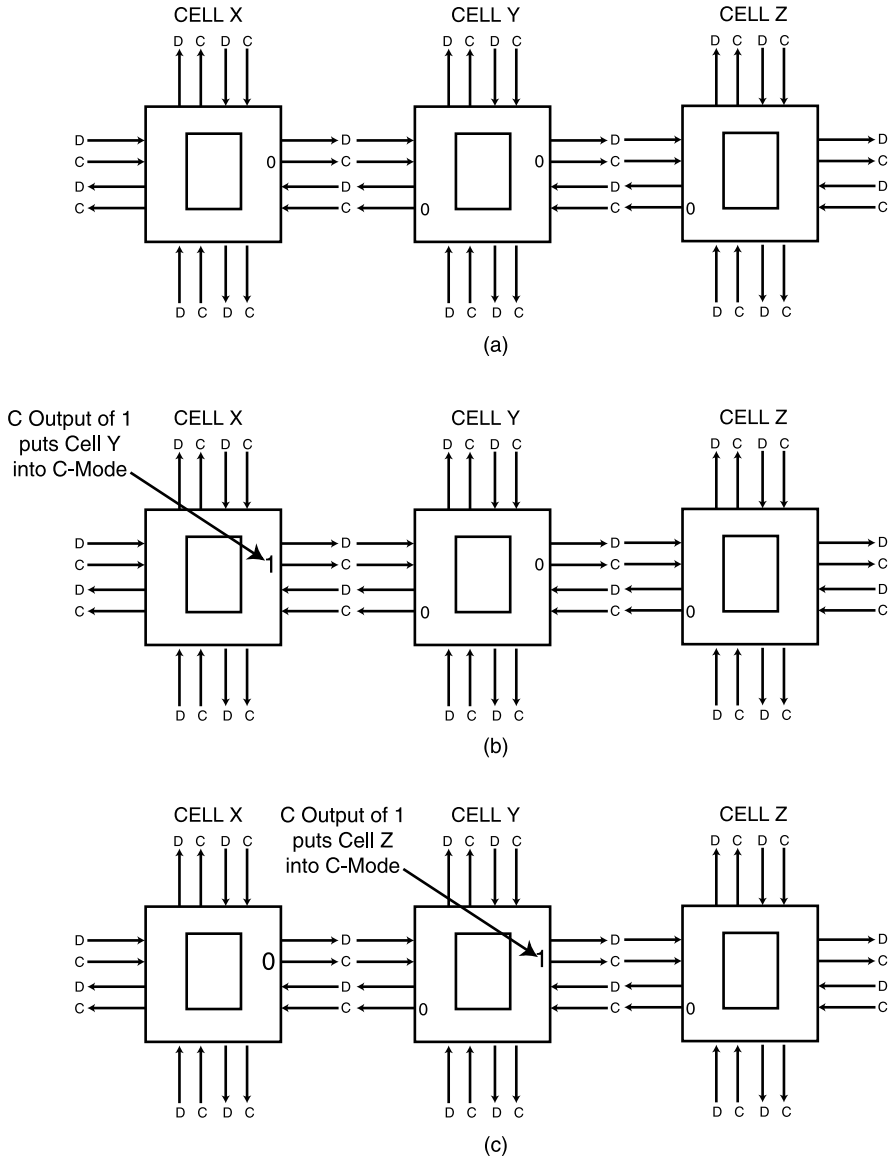 CELL X CELL Y CELL Z
D C D C D C D C D C D C
D D D D D D
C 0 C C 0 C C C
D D D D D D
C C 0 C C 0 C C
D C D C D C D C D C D C
(a)
C Output of 1
puts Cell Y
into C-Mode
CELL X CELL Y CELL Z
D C D C D C D C D C D C
D D D D D D
C 1 C C 0 C C C
D D D D D D
C C 0 C C 0 C C
D C D C D C D C D C D C
(b)
CELL X CELL Y CELL Z
C Output of 1
puts Cell Z
into C-Mode
D C D C D C D C D C D C
D D D D D D
C 0 C C 1 C C C
D D D D D D
C C 0 C C 0 C C
D C D C D C D C D C D C
(c)